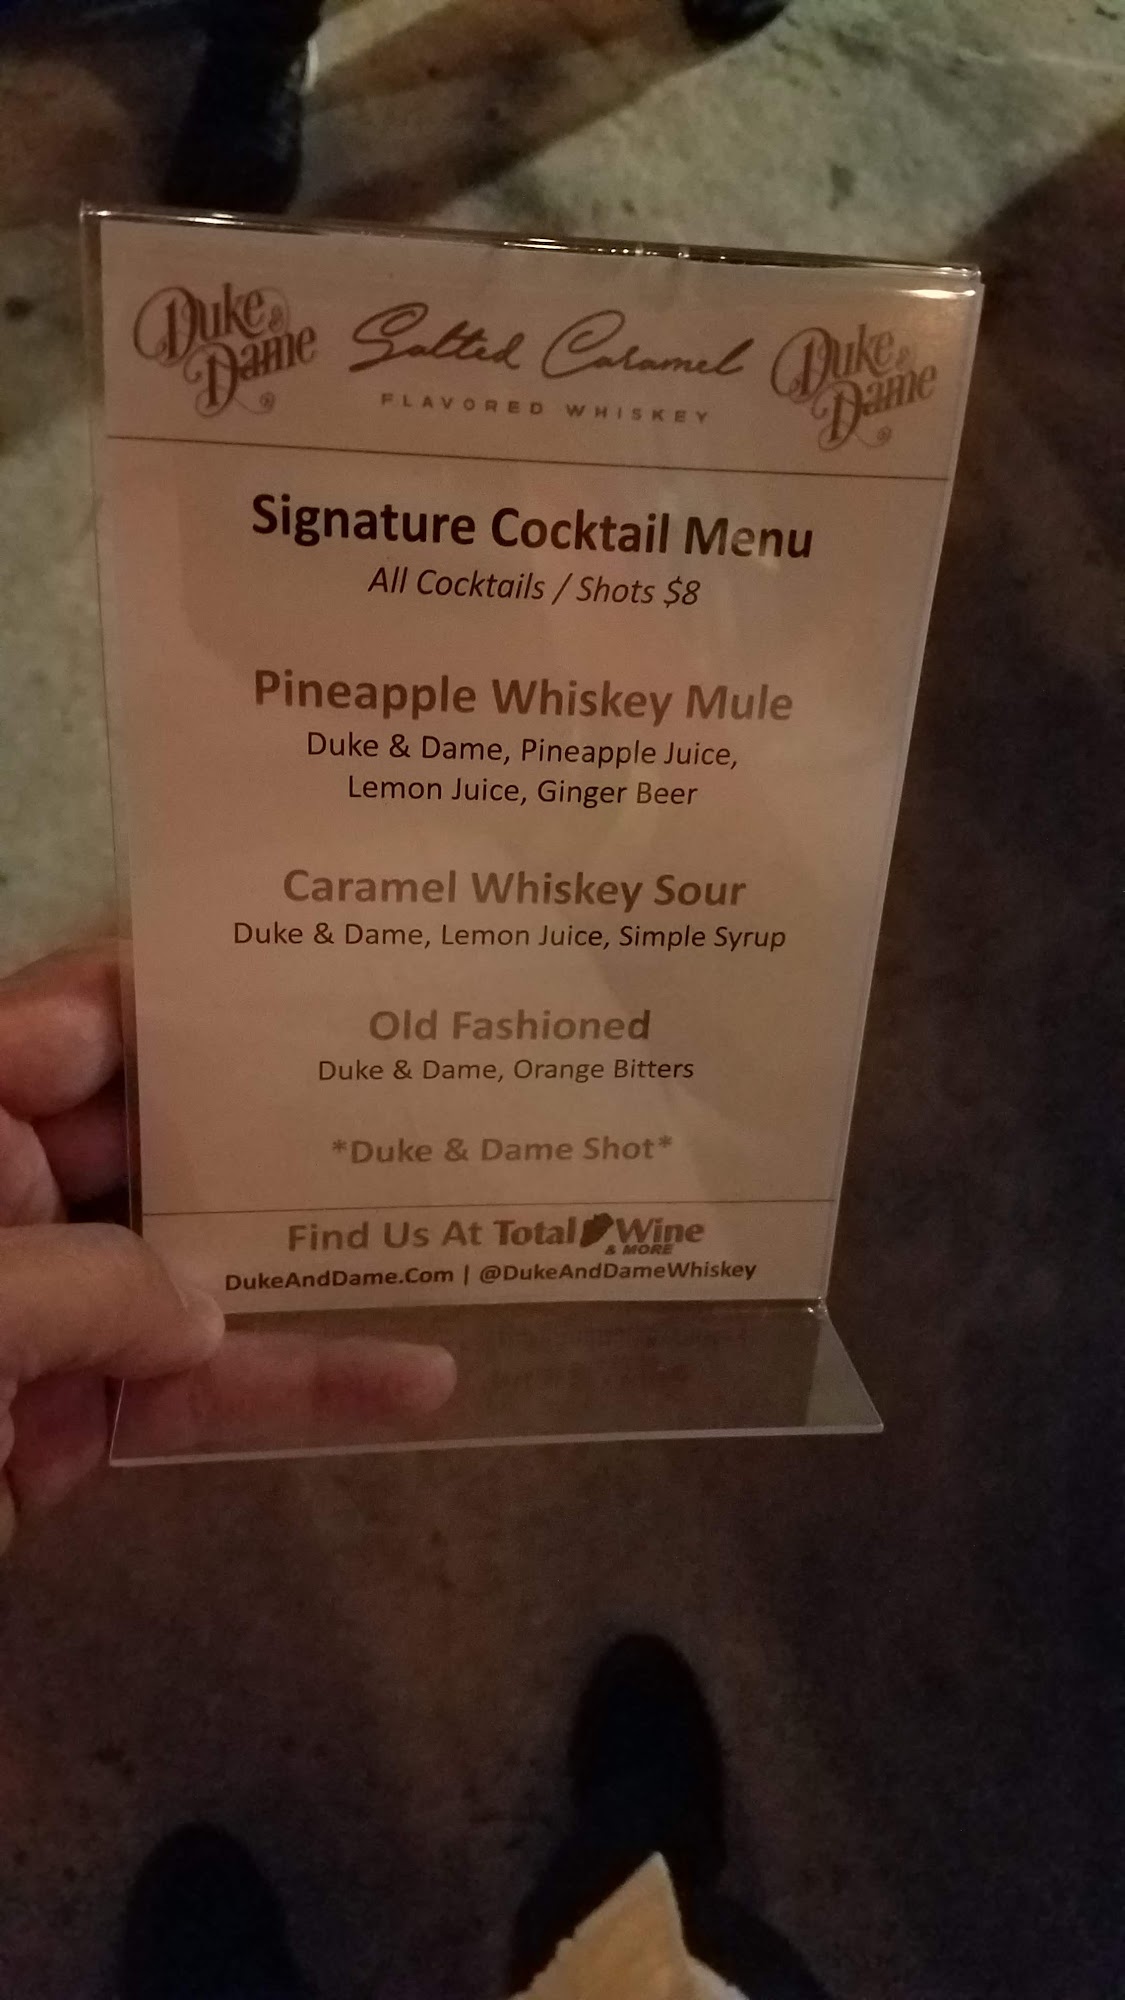 Duke & Dame Salted Caramel Duke & Dame
FLAVORED WHISKEY
Signature Cocktail Menu
All Cocktails / Shots $8
Pineapple Whiskey Mule
Duke & Dame, Pineapple Juice,
Lemon Juice, Ginger Beer
Caramel Whiskey Sour
Duke & Dame, Lemon Juice, Simple Syrup
Old Fashioned
Duke & Dame, Orange Bitters
*Duke & Dame Shot*
Find Us At Total Wine
& MORE
DukeAndDame.Com | @DukeAndDameWhiskey